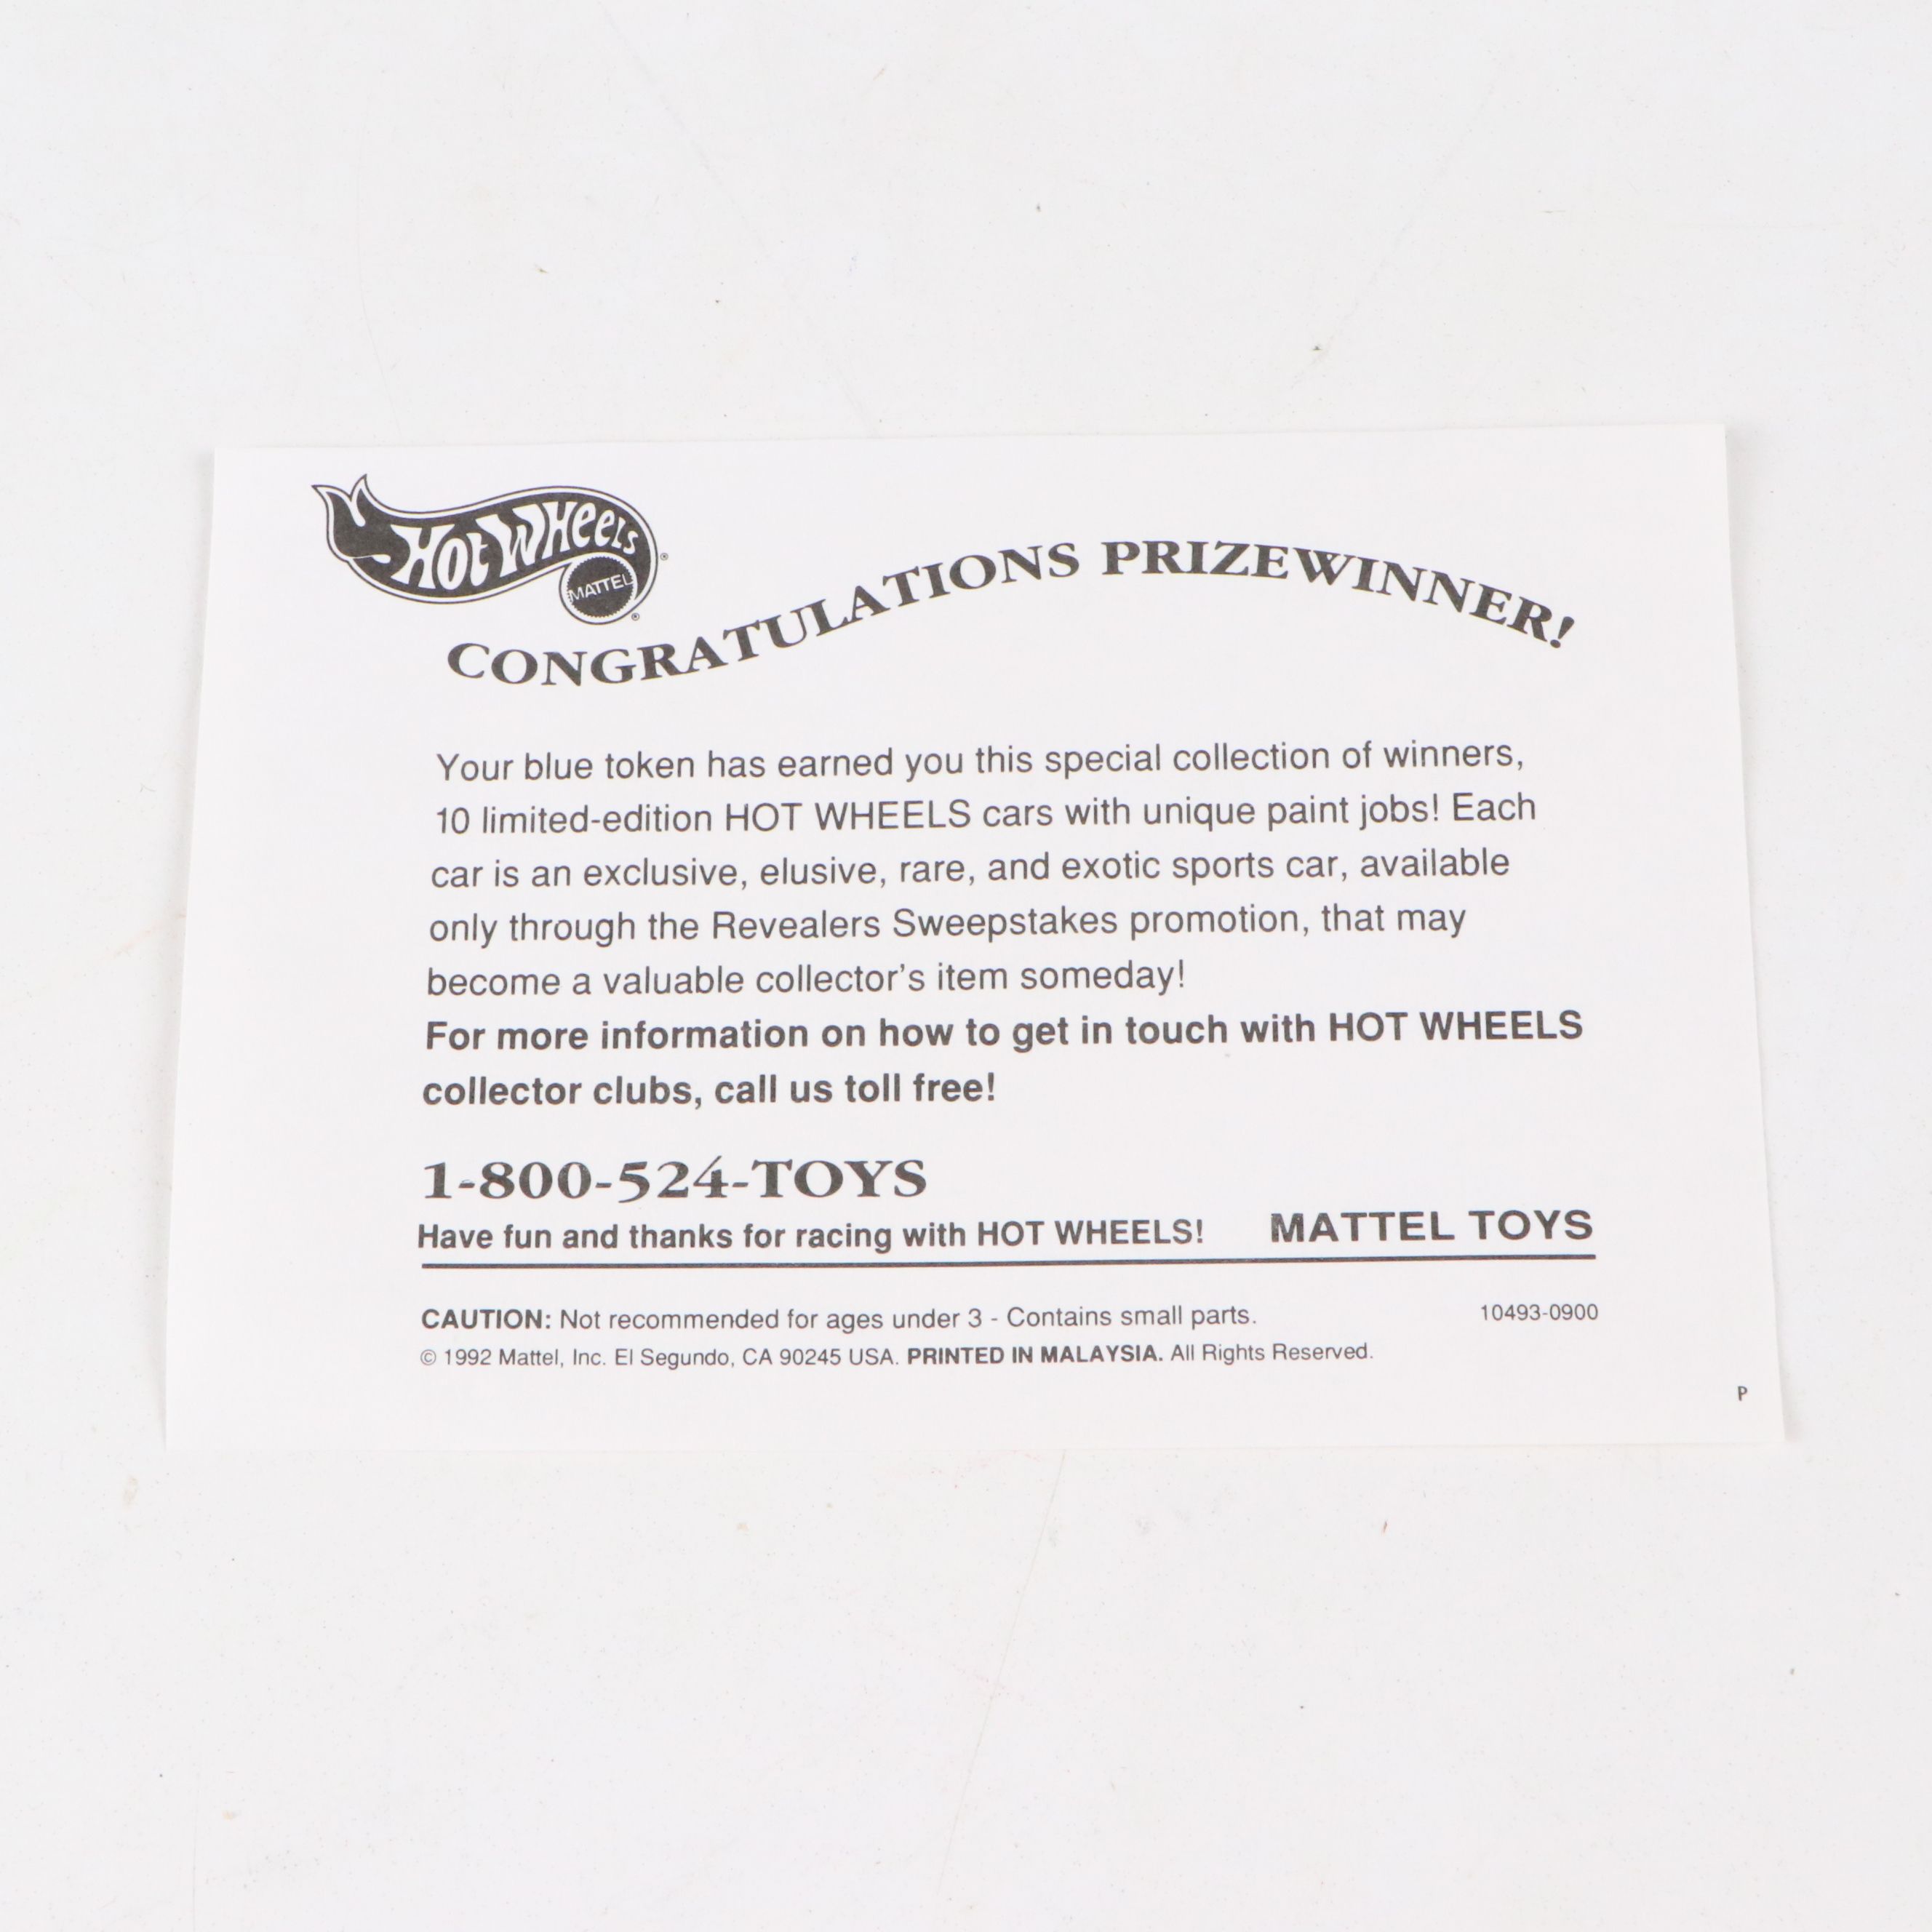 HOT WHEELS ®
MATTEL ®
CONGRATULATIONS PRIZEWINNER!
Your blue token has earned you this special collection of winners,
10 limited-edition HOT WHEELS cars with unique paint jobs! Each
car is an exclusive, elusive, rare, and exotic sports car, available
only through the Revealers Sweepstakes promotion, that may
become a valuable collector's item someday!
For more information on how to get in touch with HOT WHEELS
collector clubs, call us toll free!
1-800-524-TOYS
Have fun and thanks for racing with HOT WHEELS! MATTEL TOYS
CAUTION: Not recommended for ages under 3 - Contains small parts. 10493-0900
© 1992 Mattel, Inc. El Segundo, CA 90245 USA. PRINTED IN MALAYSIA. All Rights Reserved.
P